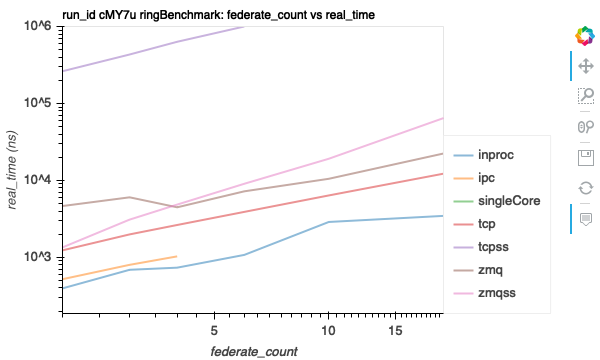 run_id cMY7u ringBenchmark: federate_count vs real_time
real_time (ns)
10^6
10^5
10^4
10^3
5
10
15
federate_count
inproc
ipc
singleCore
tcp
tcpss
zmq
zmqss